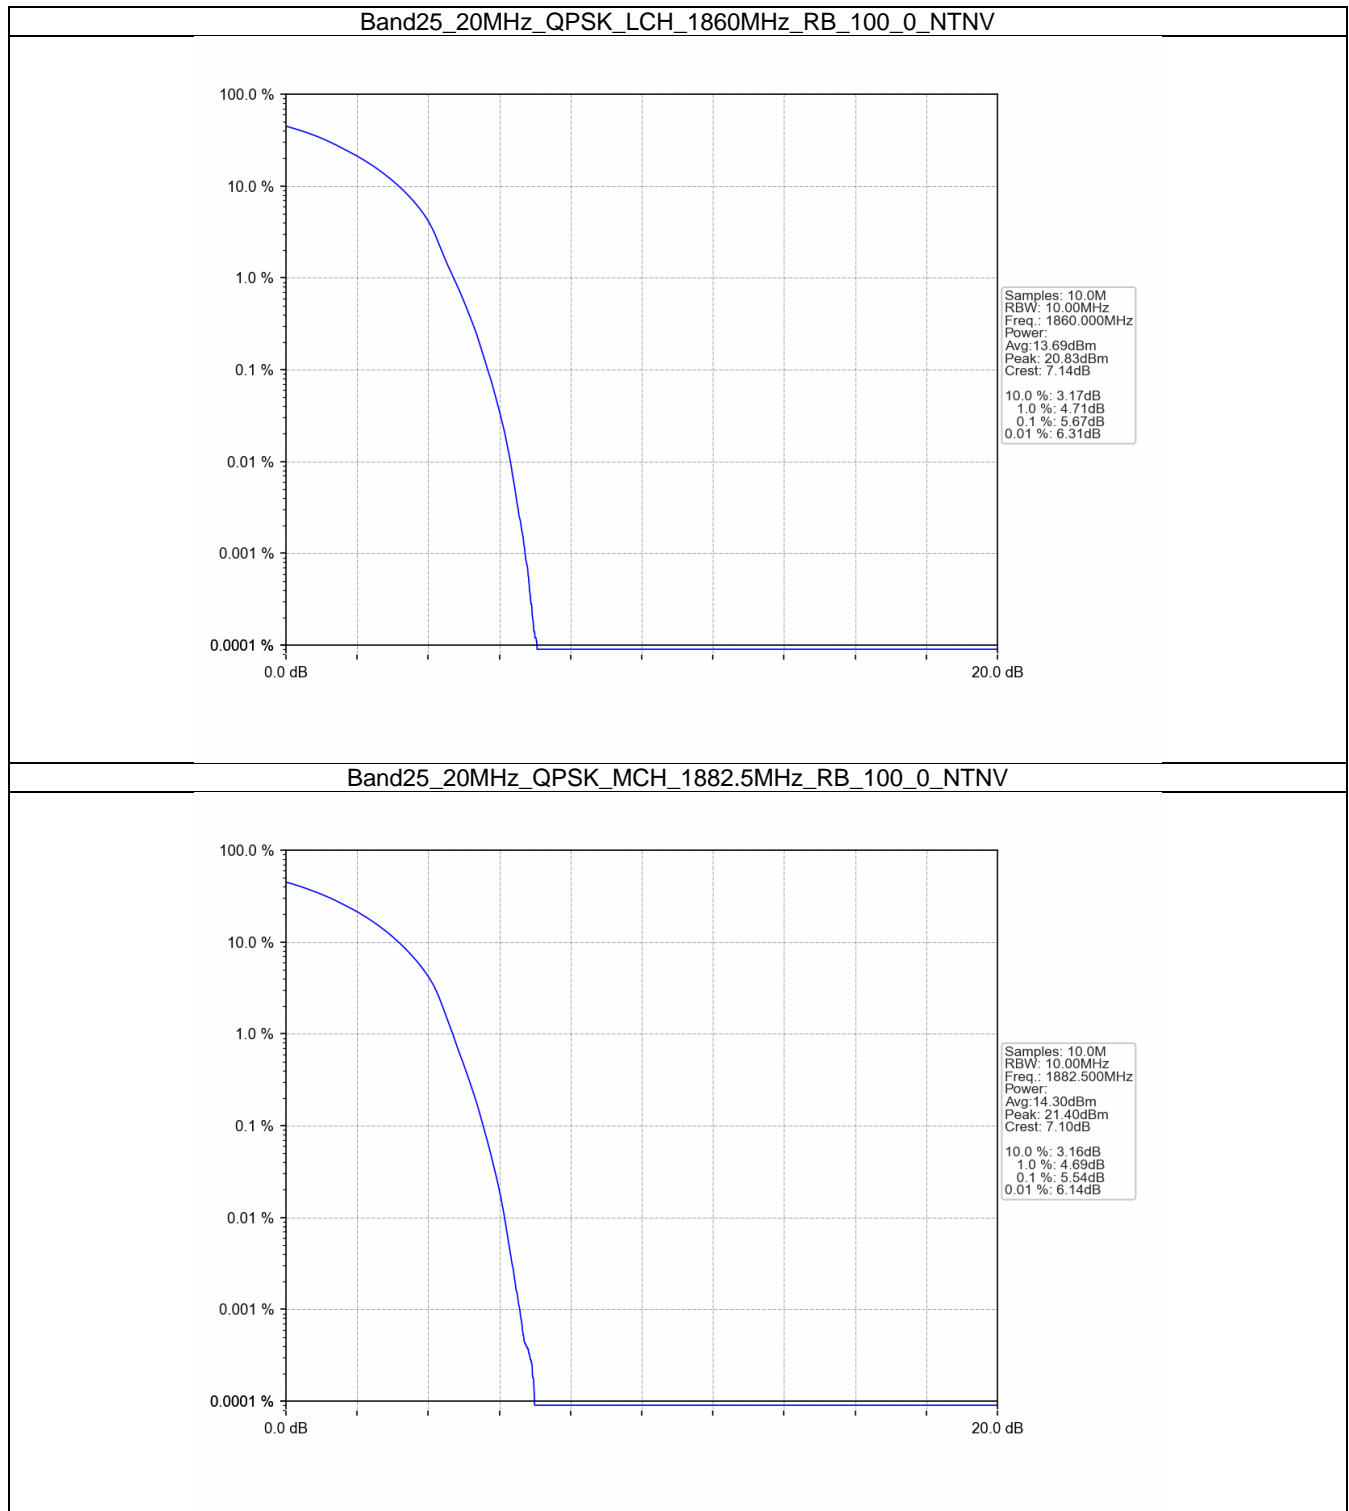 Band25_20MHz_QPSK_LCH_1860MHz_RB_100_0_NTNV
100.0 %
10.0 %
1.0 %
0.1 %
0.01 %
0.001 %
0.0001 %
0.0 dB
20.0 dB
Samples: 10.0M
RBW: 10.00MHz
Freq.: 1860.000MHz
Power:
Avg:13.69dBm
Peak: 20.83dBm
Crest: 7.14dB
10.0 %: 3.17dB
1.0 %: 4.71dB
0.1 %: 5.67dB
0.01 %: 6.31dB
Band25_20MHz_QPSK_MCH_1882.5MHz_RB_100_0_NTNV
100.0 %
10.0 %
1.0 %
0.1 %
0.01 %
0.001 %
0.0001 %
0.0 dB
20.0 dB
Samples: 10.0M
RBW: 10.00MHz
Freq.: 1882.500MHz
Power:
Avg:14.30dBm
Peak: 21.40dBm
Crest: 7.10dB
10.0 %: 3.16dB
1.0 %: 4.69dB
0.1 %: 5.54dB
0.01 %: 6.14dB